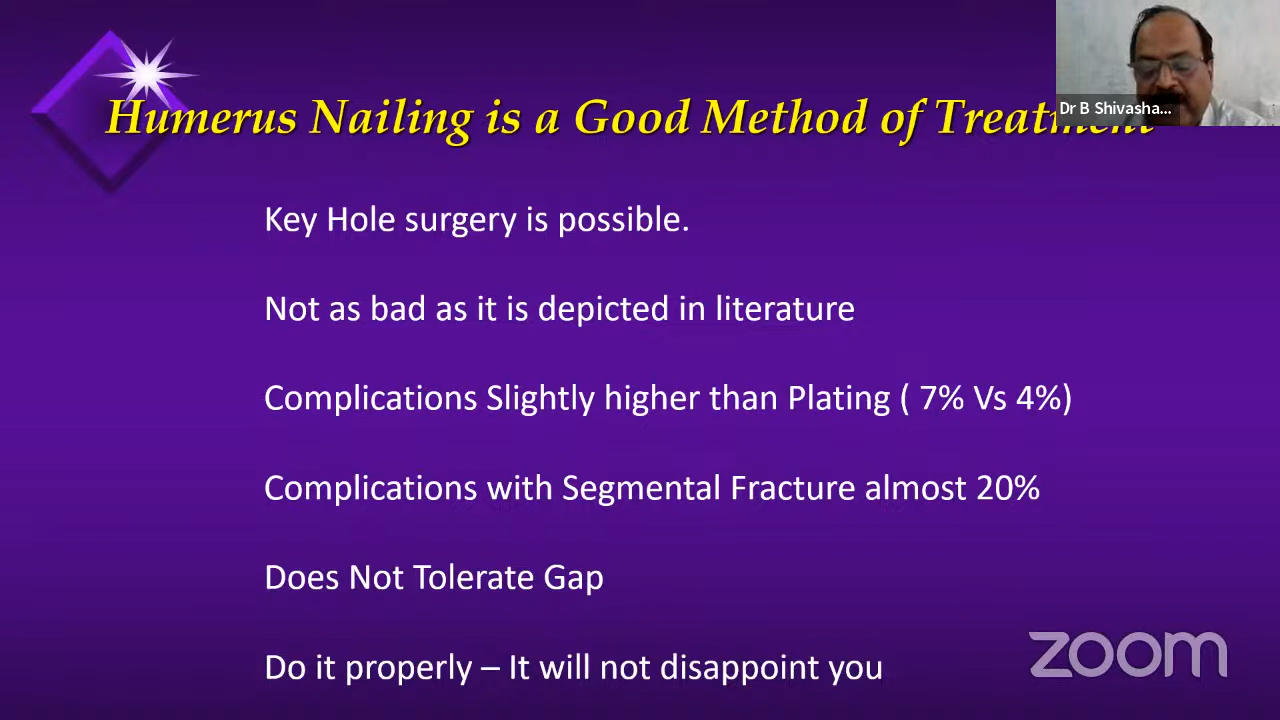 Dr B Shivasha...
Humerus Nailing is a Good Method of Treatment
Key Hole surgery is possible.
Not as bad as it is depicted in literature
Complications Slightly higher than Plating ( 7% Vs 4%)
Complications with Segmental Fracture almost 20%
Does Not Tolerate Gap
Do it properly – It will not disappoint you
zoom